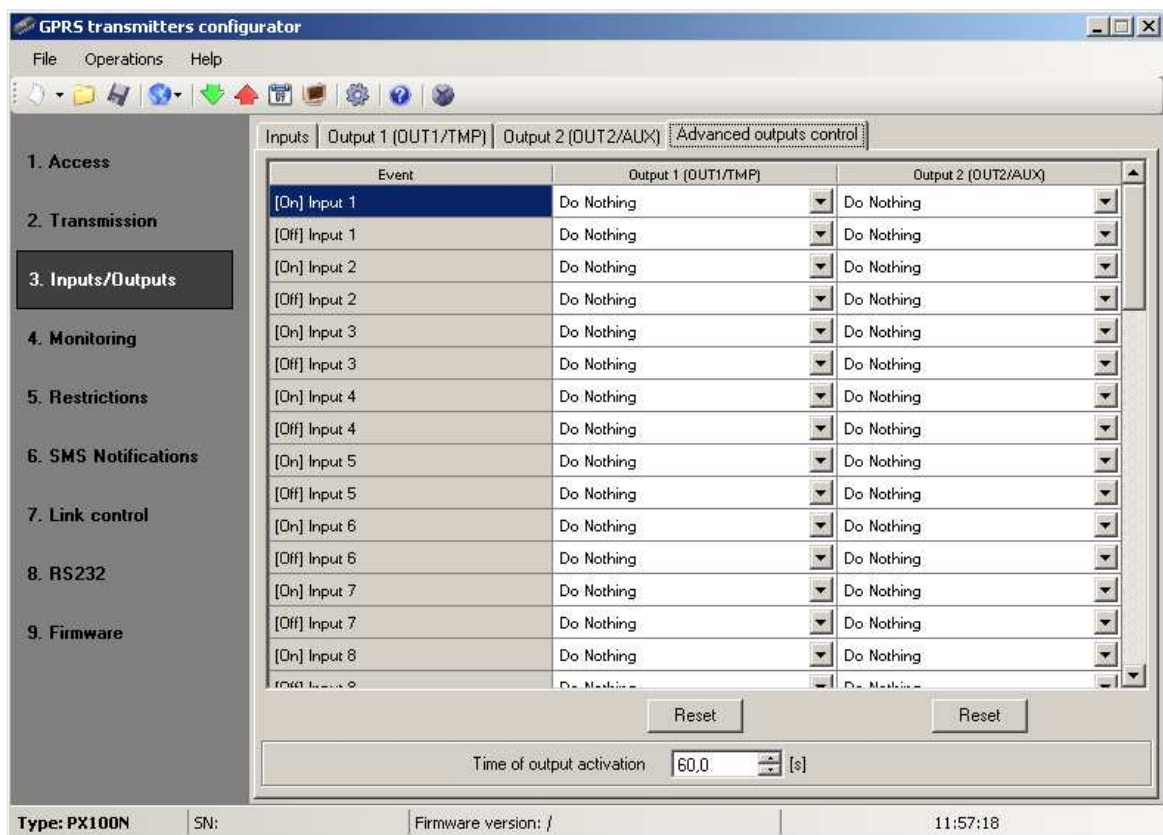 GPRS transmitters configurator
File Operations Help
Inputs Output 1 (OUT1/TMP) Output 2 (OUT2/AUX) Advanced outputs control
1. Access
2. Transmission
3. Inputs/Outputs
4. Monitoring
5. Restrictions
6. SMS Notifications
7. Link control
8. RS232
9. Firmware
Event Output 1 (OUT1/TMP) Output 2 (OUT2/AUX)
[On] Input 1 Do Nothing Do Nothing
[Off] Input 1 Do Nothing Do Nothing
[On] Input 2 Do Nothing Do Nothing
[Off] Input 2 Do Nothing Do Nothing
[On] Input 3 Do Nothing Do Nothing
[Off] Input 3 Do Nothing Do Nothing
[On] Input 4 Do Nothing Do Nothing
[Off] Input 4 Do Nothing Do Nothing
[On] Input 5 Do Nothing Do Nothing
[Off] Input 5 Do Nothing Do Nothing
[On] Input 6 Do Nothing Do Nothing
[Off] Input 6 Do Nothing Do Nothing
[On] Input 7 Do Nothing Do Nothing
[Off] Input 7 Do Nothing Do Nothing
[On] Input 8 Do Nothing Do Nothing
[Off] Input 8 Do Nothing Do Nothing
Reset Reset
Time of output activation 60,0 [s]
Type: PX100N SN: Firmware version: / 11:57:18